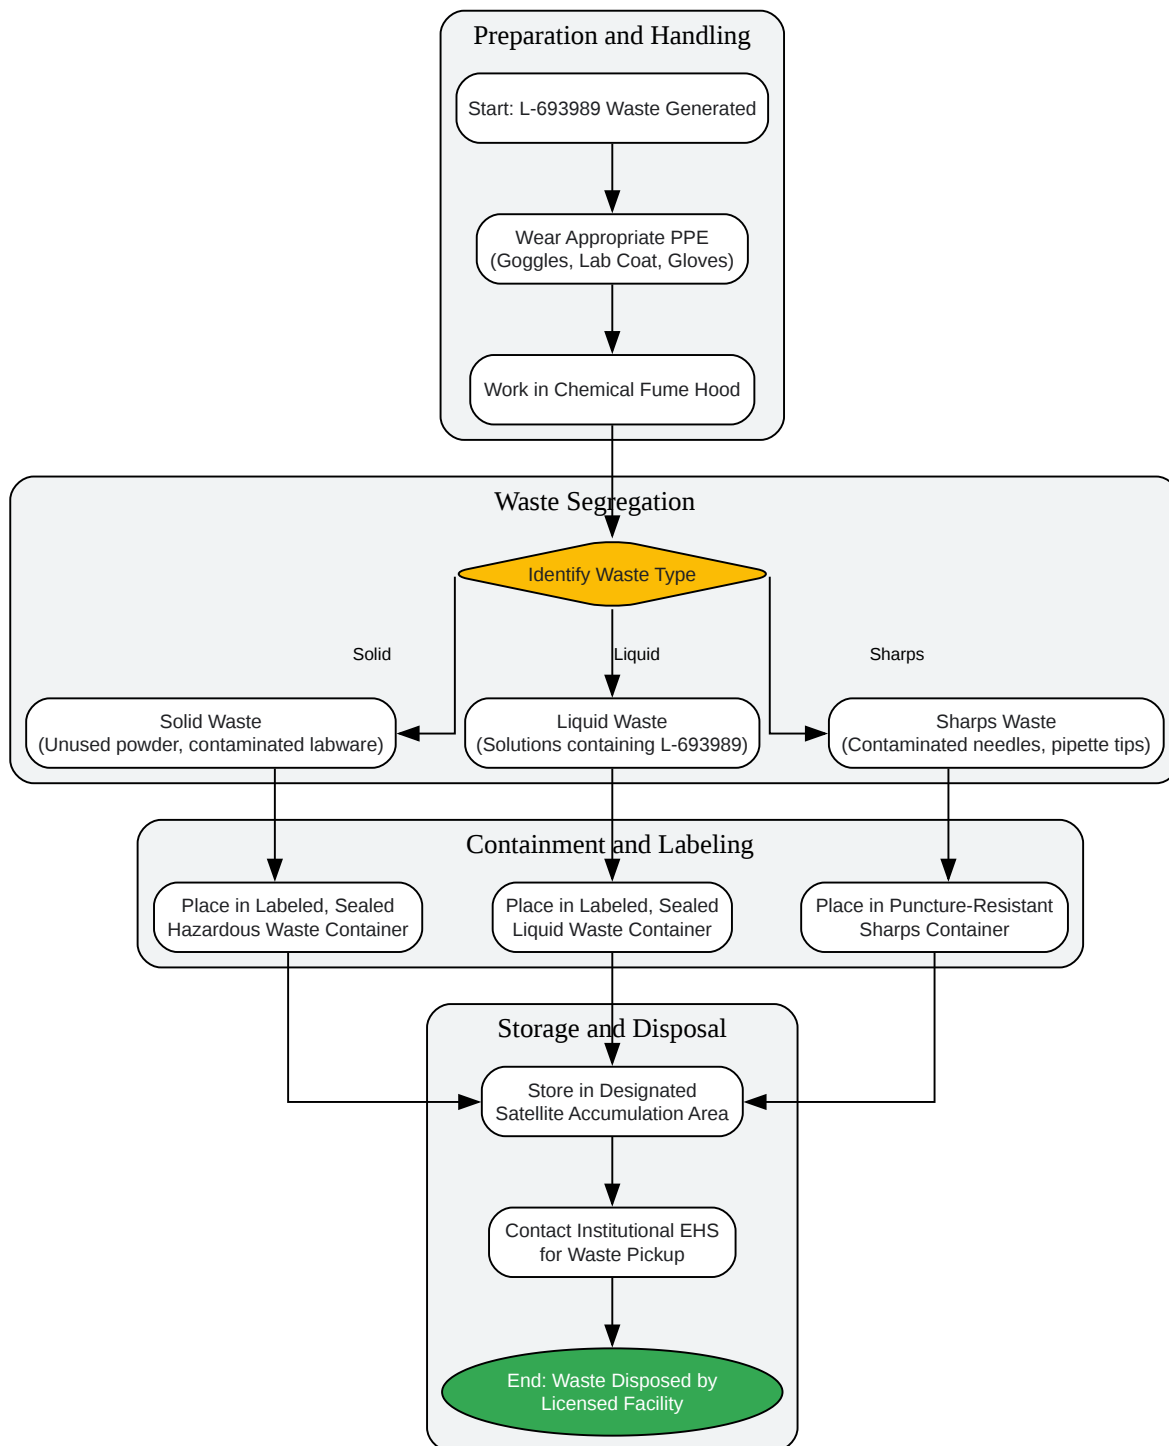 Preparation and Handling
Start: L-693989 Waste Generated
Wear Appropriate PPE
(Goggles, Lab Coat, Gloves)
Work in Chemical Fume Hood
Waste Segregation
Identify Waste Type
Solid
Liquid
Sharps
Solid Waste
(Unused powder, contaminated labware)
Liquid Waste
(Solutions containing L-693989)
Sharps Waste
(Contaminated needles, pipette tips)
Containment and Labeling
Place in Labeled, Sealed
Hazardous Waste Container
Place in Labeled, Sealed
Liquid Waste Container
Place in Puncture-Resistant
Sharps Container
Storage and Disposal
Store in Designated
Satellite Accumulation Area
Contact Institutional EHS
for Waste Pickup
End: Waste Disposed by
Licensed Facility